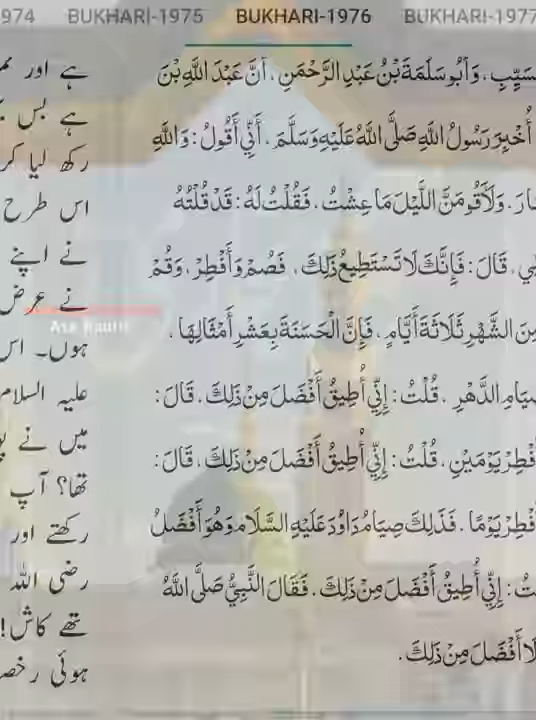 974 BUKHARI-1975 BUKHARI-1976 BUKHARI-1977
سَيِّبِ، وَأَبُو سَلَمَةَ بْنُ عَبْدِ الرَّحْمَنِ، أَنَّ عَبْدَ اللَّهِ بْنَ
أُخْبِرَ رَسُولُ اللَّهِ صَلَّى اللَّهُ عَلَيْهِ وَسَلَّمَ، أَنِّي أَقُولُ: وَاللَّهِ
ارَ، وَلَأَقُومَنَّ اللَّيْلَ مَا عِشْتُ، فَقُلْتُ لَهُ: قَدْ قُلْتُهُ
ي، قَالَ: فَإِنَّكَ لَا تَسْتَطِيعُ ذَلِكَ، فَصُمْ وَأَفْطِرْ، وَقُمْ
مِنَ الشَّهْرِ ثَلَاثَةَ أَيَّامٍ، فَإِنَّ الْحَسَنَةَ بِعَشْرِ أَمْثَالِهَا،
صِيَامِ الدَّهْرِ، قُلْتُ: إِنِّي أُطِيقُ أَفْضَلَ مِنْ ذَلِكَ، قَالَ:
فْطِرْ يَوْمَيْنِ، قُلْتُ: إِنِّي أُطِيقُ أَفْضَلَ مِنْ ذَلِكَ، قَالَ:
فْطِرْ يَوْمًا، فَذَلِكَ صِيَامُ دَاوُدَ عَلَيْهِ السَّلَام وَهُوَ أَفْضَلُ
تُ: إِنِّي أُطِيقُ أَفْضَلَ مِنْ ذَلِكَ، فَقَالَ النَّبِيُّ صَلَّى اللَّهُ
لَا أَفْضَلَ مِنْ ذَلِكَ.
ہے اور
ہے بس
رکھ لیا کر
اس طرح
نے اپنے
نے عرض
ہوں۔ اس
علیہ السلام
میں نے
تھا؟ آپ
رکھتے اور
رضی اللہ
تھے کاش!
ہوئی رخص